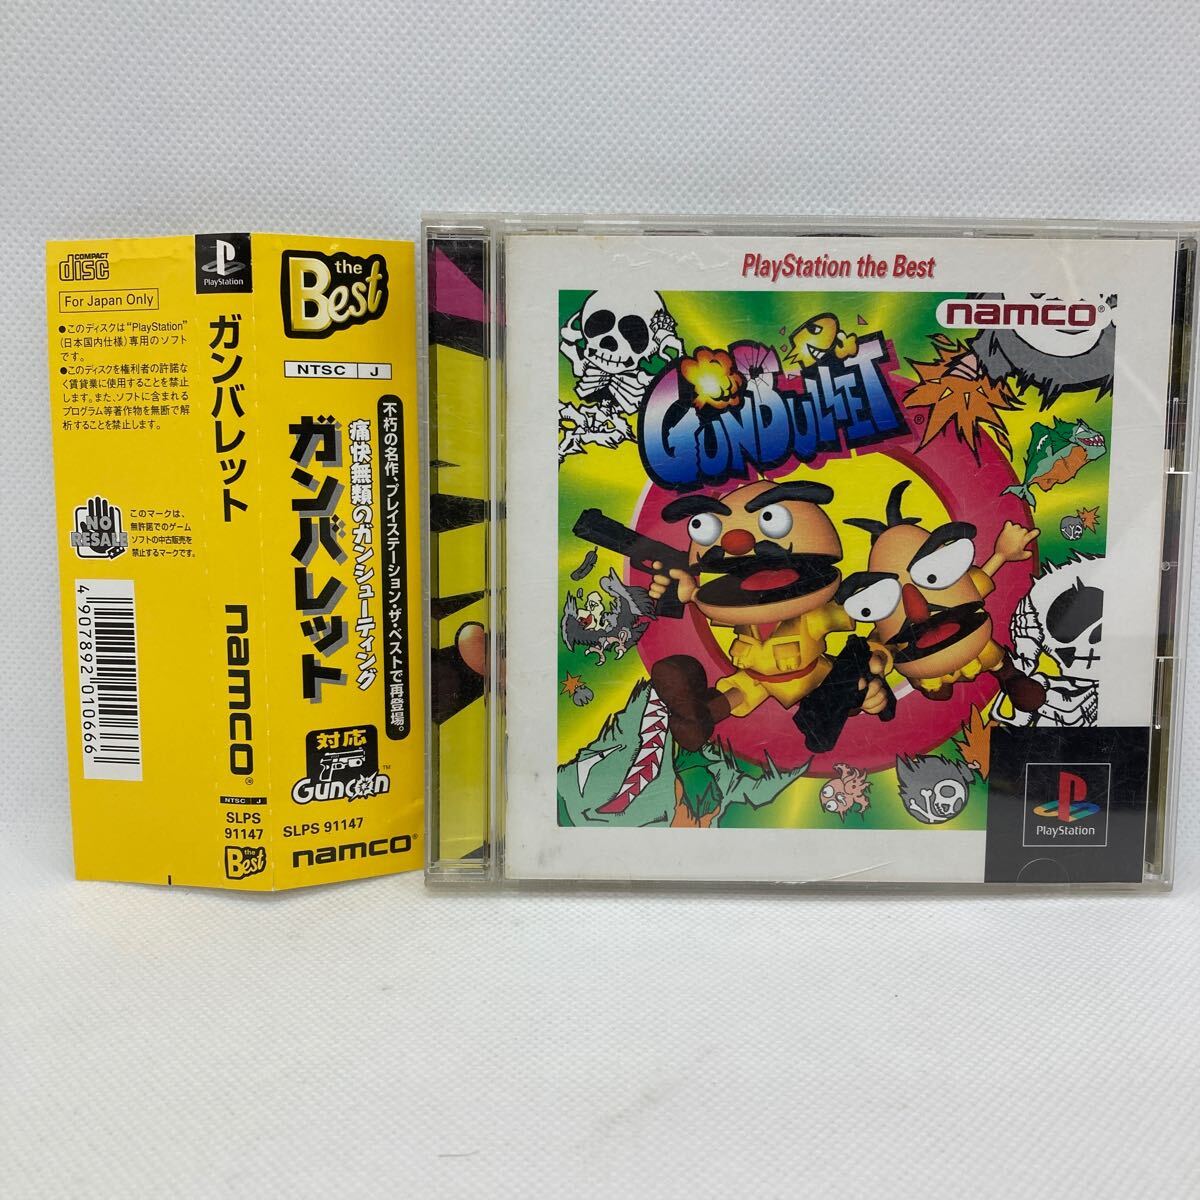 COMPACT
disc
For Japan Only
●このディスクは"PlayStation"
(日本国内仕様)専用のソフト
です。
●このディスクを権利者の許諾な
く賃貸業に使用することを禁止
します。また、ソフトに含まれる
プログラム等著作物を無断で解
析することを禁止します。
NO
RESALE
このマークは、
無許諾でのゲーム
ソフトの中古販売を
禁止するマークです。
4 907892 010666
PlayStation
ガンバレット
namco®
NTSC J
SLPS
91147
the
Best
the
Best
NTSC J
不朽の名作、プレイステーション・ザ・ベストで再登場。
痛快無類のガンシューティング
ガンバレット
対応
Guncon™
SLPS 91147
namco®
PlayStation the Best
namco®
GUNBULLET®
PlayStation